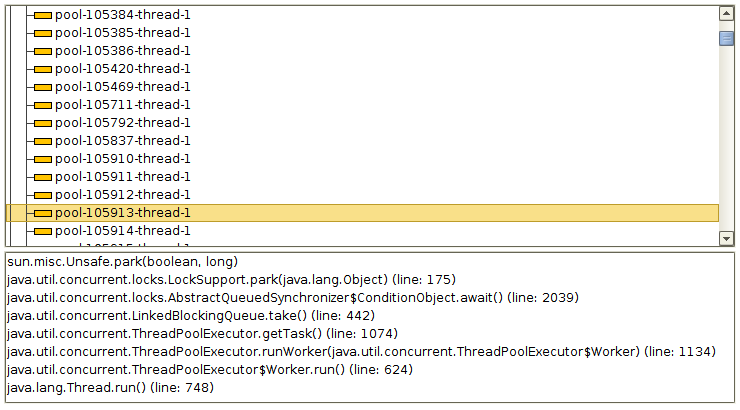 pool-105384-thread-1
pool-105385-thread-1
pool-105386-thread-1
pool-105420-thread-1
pool-105469-thread-1
pool-105711-thread-1
pool-105792-thread-1
pool-105837-thread-1
pool-105910-thread-1
pool-105911-thread-1
pool-105912-thread-1
pool-105913-thread-1
pool-105914-thread-1
sun.misc.Unsafe.park(boolean, long)
java.util.concurrent.locks.LockSupport.park(java.lang.Object) (line: 175)
java.util.concurrent.locks.AbstractQueuedSynchronizer$ConditionObject.await() (line: 2039)
java.util.concurrent.LinkedBlockingQueue.take() (line: 442)
java.util.concurrent.ThreadPoolExecutor.getTask() (line: 1074)
java.util.concurrent.ThreadPoolExecutor.runWorker(java.util.concurrent.ThreadPoolExecutor$Worker) (line: 1134)
java.util.concurrent.ThreadPoolExecutor$Worker.run() (line: 624)
java.lang.Thread.run() (line: 748)